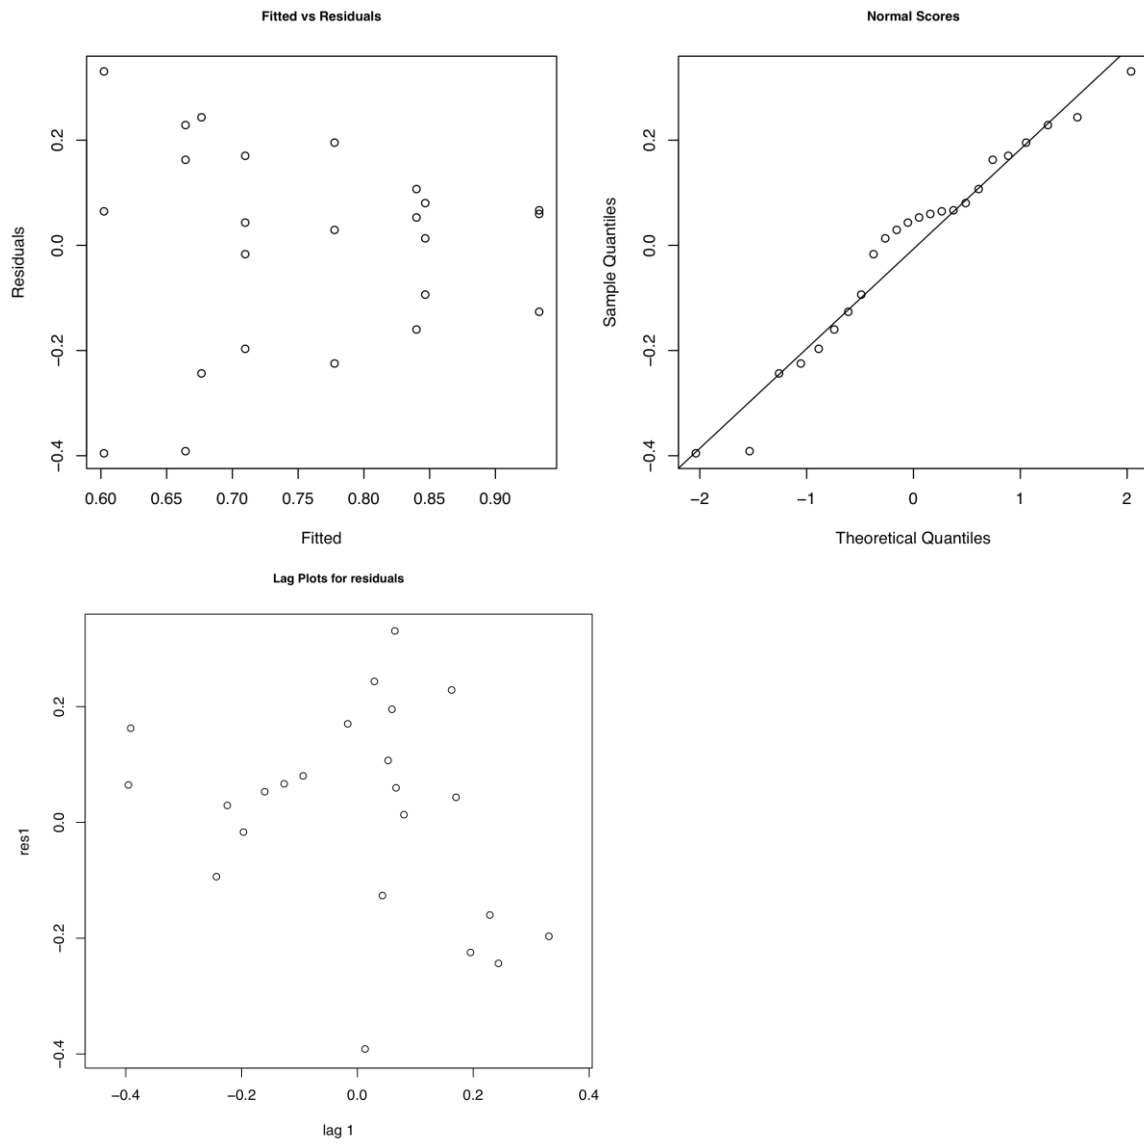 Fitted vs Residuals
Residuals
0.2
0.0
−0.2
−0.4
0.60 0.65 0.70 0.75 0.80 0.85 0.90
Fitted
Normal Scores
Sample Quantiles
0.2
0.0
−0.2
−0.4
−2 −1 0 1 2
Theoretical Quantiles
Lag Plots for residuals
res1
0.2
0.0
−0.2
−0.4
−0.4 −0.2 0.0 0.2 0.4
lag 1